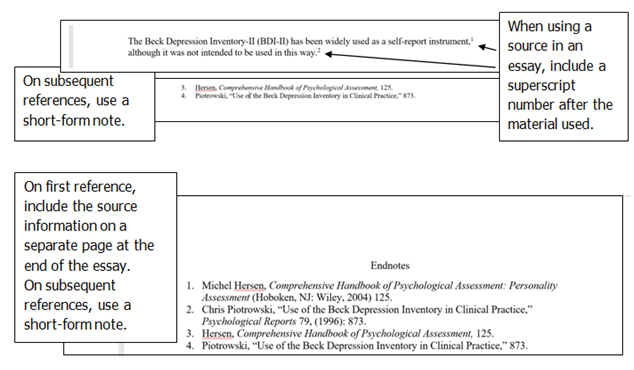 The Beck Depression Inventory-II (BDI-II) has been widely used as a self-report instrument,1
although it was not intended to be used in this way.2
When using a
source in an
essay, include a
superscript
number after the
material used.
On subsequent
references, use a
short-form note.
3. Hersen, Comprehensive Handbook of Psychological Assessment, 125.
4. Piotrowski, “Use of the Beck Depression Inventory in Clinical Practice,” 873.
On first reference,
include the source
information on a
separate page at the
end of the essay.
On subsequent
references, use a
short-form note.
Endnotes
1. Michel Hersen, Comprehensive Handbook of Psychological Assessment: Personality
Assessment (Hoboken, NJ: Wiley, 2004) 125.
2. Chris Piotrowski, “Use of the Beck Depression Inventory in Clinical Practice,”
Psychological Reports 79, (1996): 873.
3. Hersen, Comprehensive Handbook of Psychological Assessment, 125.
4. Piotrowski, “Use of the Beck Depression Inventory in Clinical Practice,” 873.